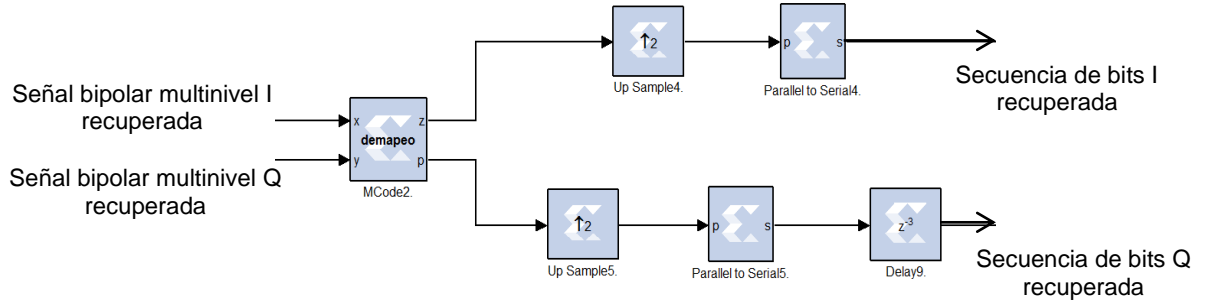 ↑2
Up Sample4.
p s
Parallel to Serial4.
Secuencia de bits I
recuperada
Señal bipolar multinivel I
recuperada
x z
demapeo
y p
MCode2.
Señal bipolar multinivel Q
recuperada
↑2
Up Sample5.
p s
Parallel to Serial5.
z-3
Delay9.
Secuencia de bits Q
recuperada